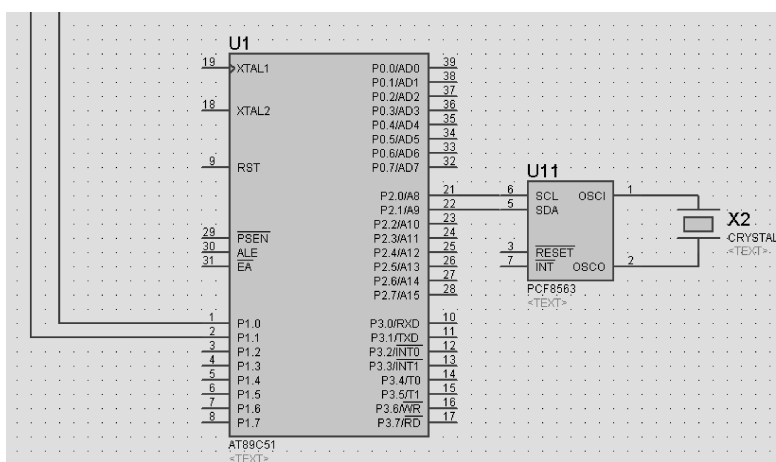 U1
19 XTAL1 P0.0/AD0 39
P0.1/AD1 38
P0.2/AD2 37
18 XTAL2 P0.3/AD3 36
P0.4/AD4 35
P0.5/AD5 34
P0.6/AD6 33
9 RST P0.7/AD7 32
P2.0/A8 21
P2.1/A9 22
P2.2/A10 23
29 PSEN P2.3/A11 24
30 ALE P2.4/A12 25
31 EA P2.5/A13 26
P2.6/A14 27
P2.7/A15 28
1 P1.0 P3.0/RXD 10
2 P1.1 P3.1/TXD 11
3 P1.2 P3.2/INT0 12
4 P1.3 P3.3/INT1 13
5 P1.4 P3.4/T0 14
6 P1.5 P3.5/T1 15
7 P1.6 P3.6/WR 16
8 P1.7 P3.7/RD 17
AT89C51
<TEXT>
U11
6 SCL OSCI 1
5 SDA
3 RESET
7 INT OSCO 2
PCF8563
<TEXT>
X2
CRYSTAL
<TEXT>